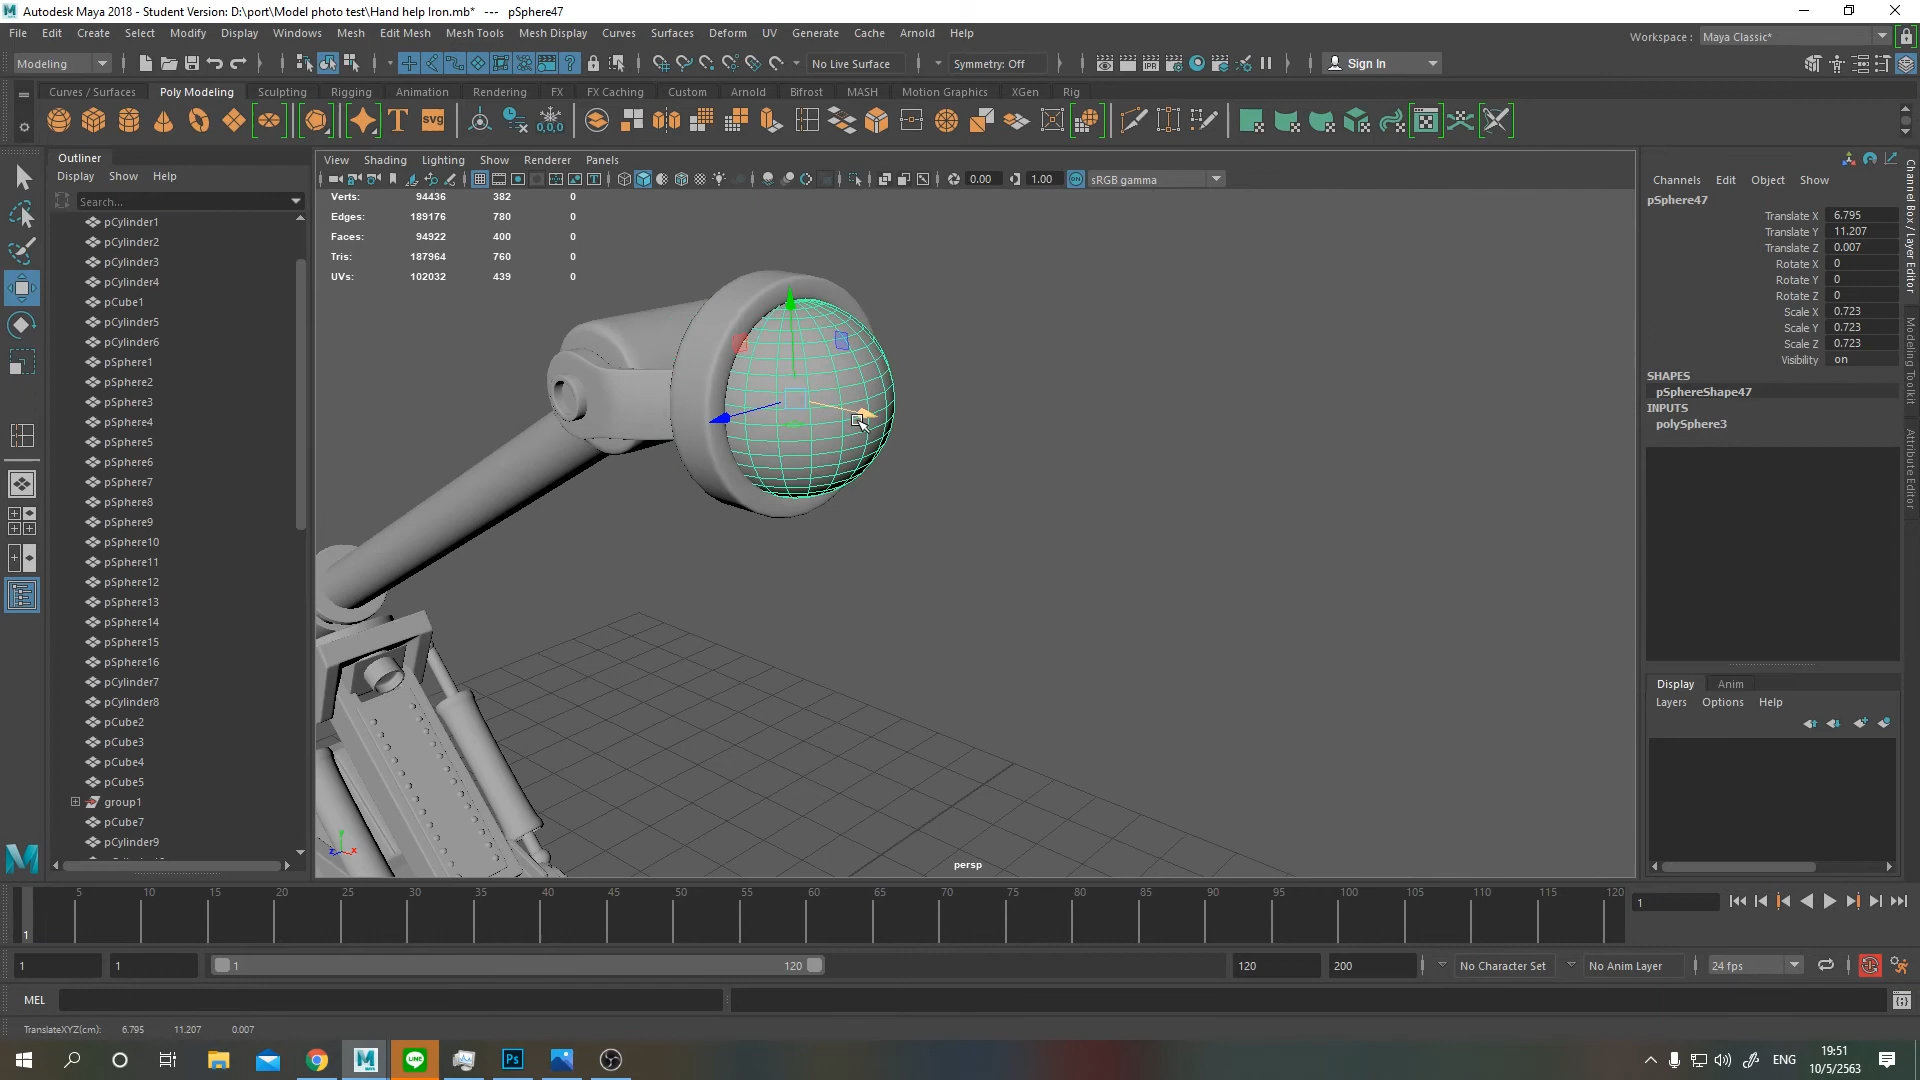 Autodesk Maya 2018 - Student Version: D:\port\Model photo test\Hand help Iron.mb*   ---   pSphere47
File Edit Create Select Modify Display Windows Mesh Edit Mesh Mesh Tools Mesh Display Curves Surfaces Deform UV Generate Cache Arnold Help
Workspace : Maya Classic*
Modeling No Live Surface Symmetry: Off Sign In
Curves / Surfaces Poly Modeling Sculpting Rigging Animation Rendering FX FX Caching Custom Arnold Bifrost MASH Motion Graphics XGen Rig
T SVG 0,0,0
Outliner
Display Show Help
Search...
pCylinder1
pCylinder2
pCylinder3
pCylinder4
pCube1
pCylinder5
pCylinder6
pSphere1
pSphere2
pSphere3
pSphere4
pSphere5
pSphere6
pSphere7
pSphere8
pSphere9
pSphere10
pSphere11
pSphere12
pSphere13
pSphere14
pSphere15
pSphere16
pCylinder7
pCylinder8
pCube2
pCube3
pCube4
pCube5
group1
pCube7
pCylinder9
View Shading Lighting Show Renderer Panels
IPR
0.00 1.00 ON sRGB gamma
Verts: 94436 382 0
Edges: 189176 780 0
Faces: 94922 400 0
Tris: 187964 760 0
UVs: 102032 439 0
y
z x
persp
Channels Edit Object Show
pSphere47
Translate X 6.795
Translate Y 11.207
Translate Z 0.007
Rotate X 0
Rotate Y 0
Rotate Z 0
Scale X 0.723
Scale Y 0.723
Scale Z 0.723
Visibility on
SHAPES
pSphereShape47
INPUTS
polySphere3
Channel Box / Layer Editor
Modeling Toolkit
Attribute Editor
Display Anim
Layers Options Help
5 10 15 20 25 30 35 40 45 50 55 60 65 70 75 80 85 90 95 100 105 110 115 120
1
1
1 1 1 120 120 200 No Character Set No Anim Layer 24 fps
MEL
TranslateXYZ(cm): 6.795 11.207 0.007
MAYA LINE Ps
ENG
19:51
10/5/2563